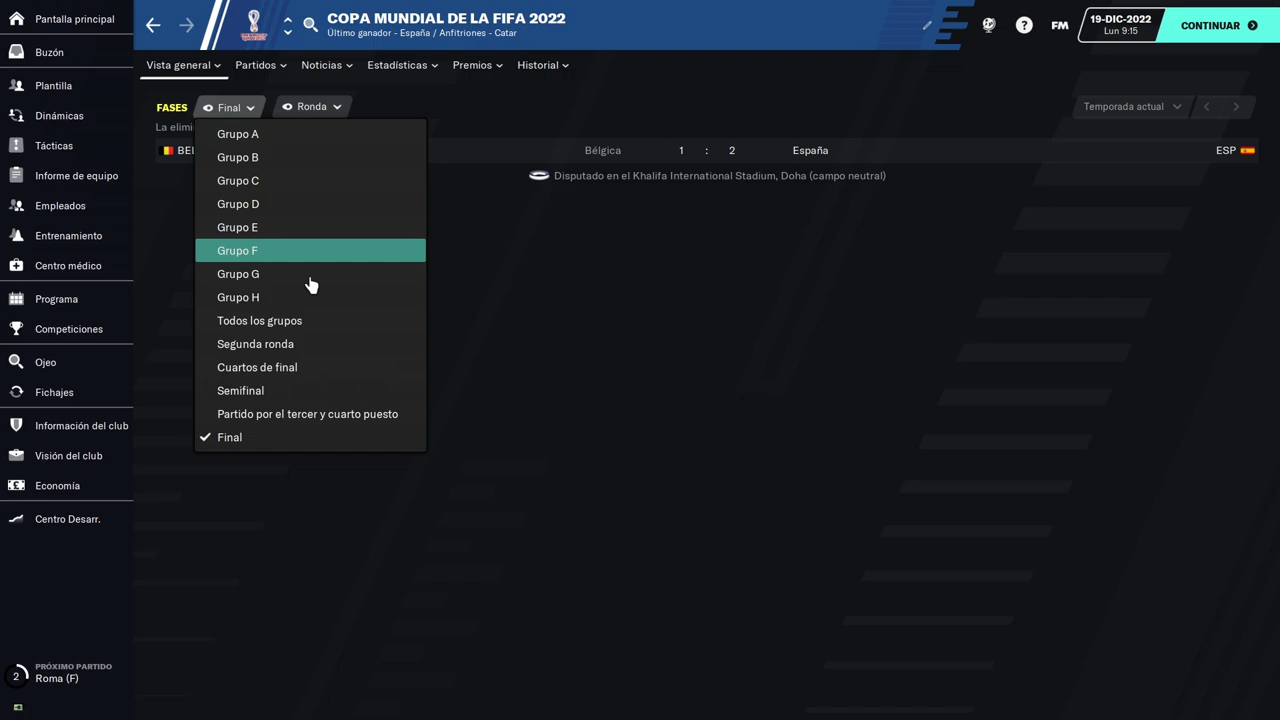 Pantalla principal
Buzón
Plantilla
Dinámicas
Tácticas
Informe de equipo
Empleados
Entrenamiento
Centro médico
Programa
Competiciones
Ojeo
Fichajes
Información del club
Visión del club
Economía
Centro Desarr.
2
PRÓXIMO PARTIDO
Roma (F)
COPA MUNDIAL DE LA FIFA 2022
Último ganador - España / Anfitriones - Catar
FM
19-DIC-2022
Lun 9:15
CONTINUAR
Vista general Partidos Noticias Estadísticas Premios Historial
FASES Final Ronda Temporada actual
La elimi
BEL Bélgica 1 : 2 España ESP
Disputado en el Khalifa International Stadium, Doha (campo neutral)
Grupo A
Grupo B
Grupo C
Grupo D
Grupo E
Grupo F
Grupo G
Grupo H
Todos los grupos
Segunda ronda
Cuartos de final
Semifinal
Partido por el tercer y cuarto puesto
Final